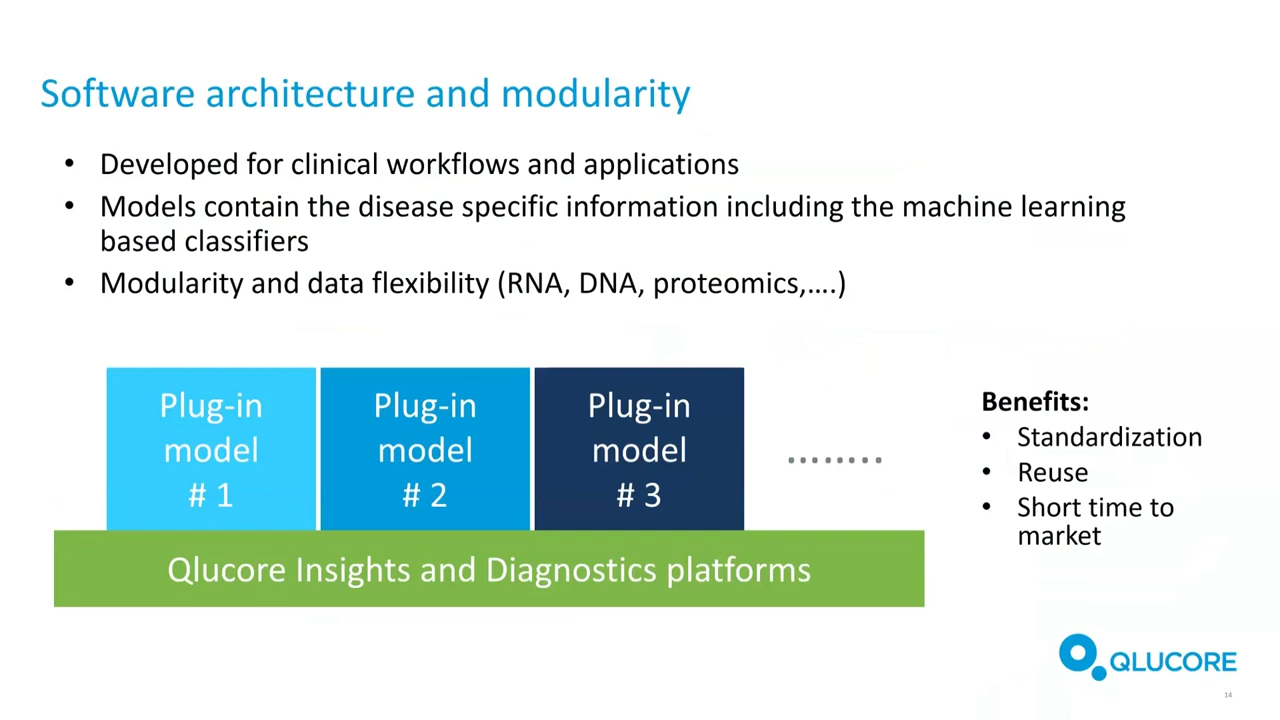 Software architecture and modularity
• Developed for clinical workflows and applications
• Models contain the disease specific information including the machine learning
based classifiers
• Modularity and data flexibility (RNA, DNA, proteomics,….)
Plug-in
model
# 1
Plug-in
model
# 2
Plug-in
model
# 3
........
Qlucore Insights and Diagnostics platforms
Benefits:
• Standardization
• Reuse
• Short time to
market
QLUCORE
14